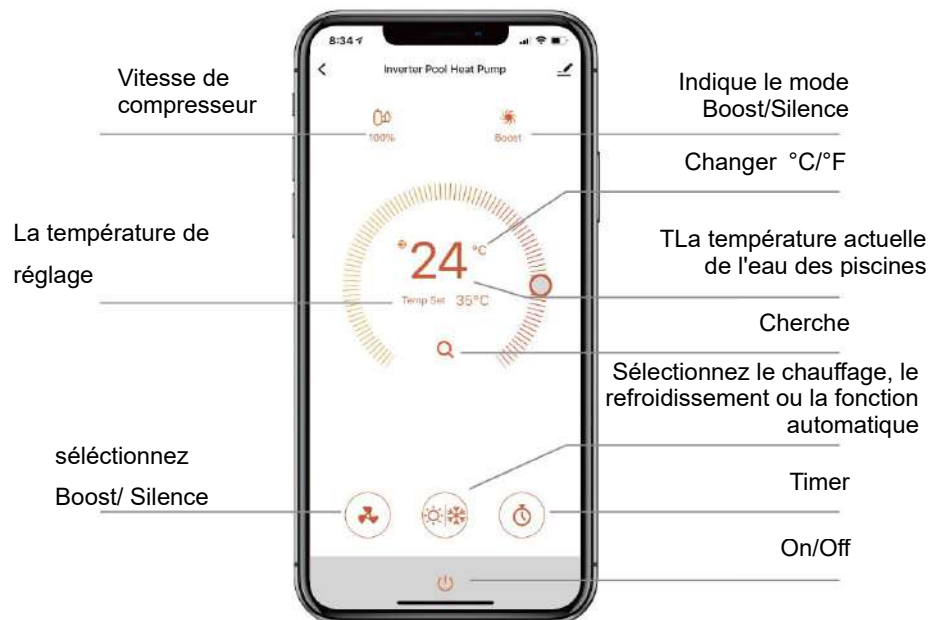 8:34
Inverter Pool Heat Pump
Vitesse de
compresseur
Indique le mode
Boost/Silence
100%
Boost
Changer °C/°F
La température de
réglage
24 °C
TLa température actuelle
de l'eau des piscines
Temp Set 35°C
Cherche
Sélectionnez le chauffage, le
refroidissement ou la fonction
automatique
séléctionnez
Boost/ Silence
Timer
On/Off